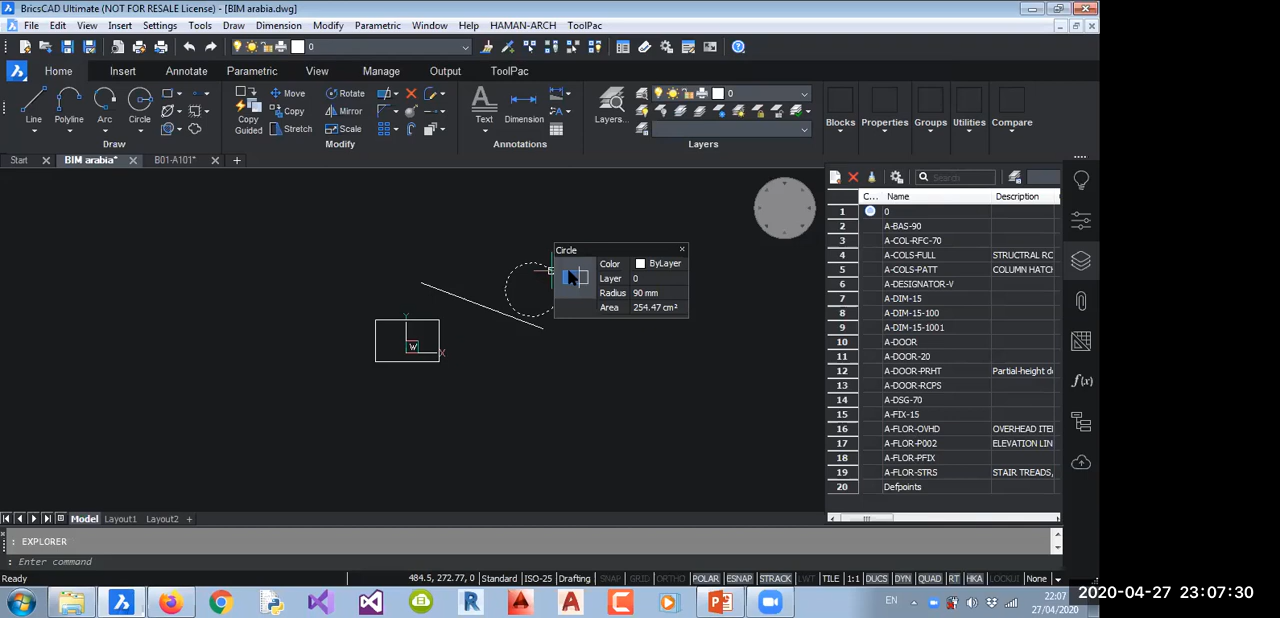 BricsCAD Ultimate (NOT FOR RESALE License) - [BIM arabia.dwg]
File Edit View Insert Settings Tools Draw Dimension Modify Parametric Window Help HAMAN-ARCH ToolPac
0
Home Insert Annotate Parametric View Manage Output ToolPac
Line Polyline Arc Circle
Copy Guided
Move Rotate
Copy Mirror
Stretch Scale
Text Dimension
Layers...
0
Blocks Properties Groups Utilities Compare
Draw Modify Annotations Layers
Start BIM arabia* B01-A101*
Search
C... Name Description
1 0
2 A-BAS-90
3 A-COL-RFC-70
4 A-COLS-FULL STRUCTRAL RC
5 A-COLS-PATT COLUMN HATCH
6 A-DESIGNATOR-V
7 A-DIM-15
8 A-DIM-15-100
9 A-DIM-15-1001
10 A-DOOR
11 A-DOOR-20
12 A-DOOR-PRHT Partial-height d
13 A-DOOR-RCPS
14 A-DSG-70
15 A-FIX-15
16 A-FLOR-OVHD OVERHEAD ITE
17 A-FLOR-P002 ELEVATION LIN
18 A-FLOR-PFIX
19 A-FLOR-STRS STAIR TREADS,
20 Defpoints
Circle
Color ByLayer
Layer 0
Radius 90 mm
Area 254.47 cm²
Y
W
X
Model Layout1 Layout2
: EXPLORER
: Enter command
Ready 484.5, 272.77, 0 Standard ISO-25 Drafting SNAP GRID ORTHO POLAR ESNAP STRACK LWT TILE 1:1 DUCS DYN QUAD RT HKA LOCKUI None
EN 22:07
27/04/2020
2020-04-27 23:07:30